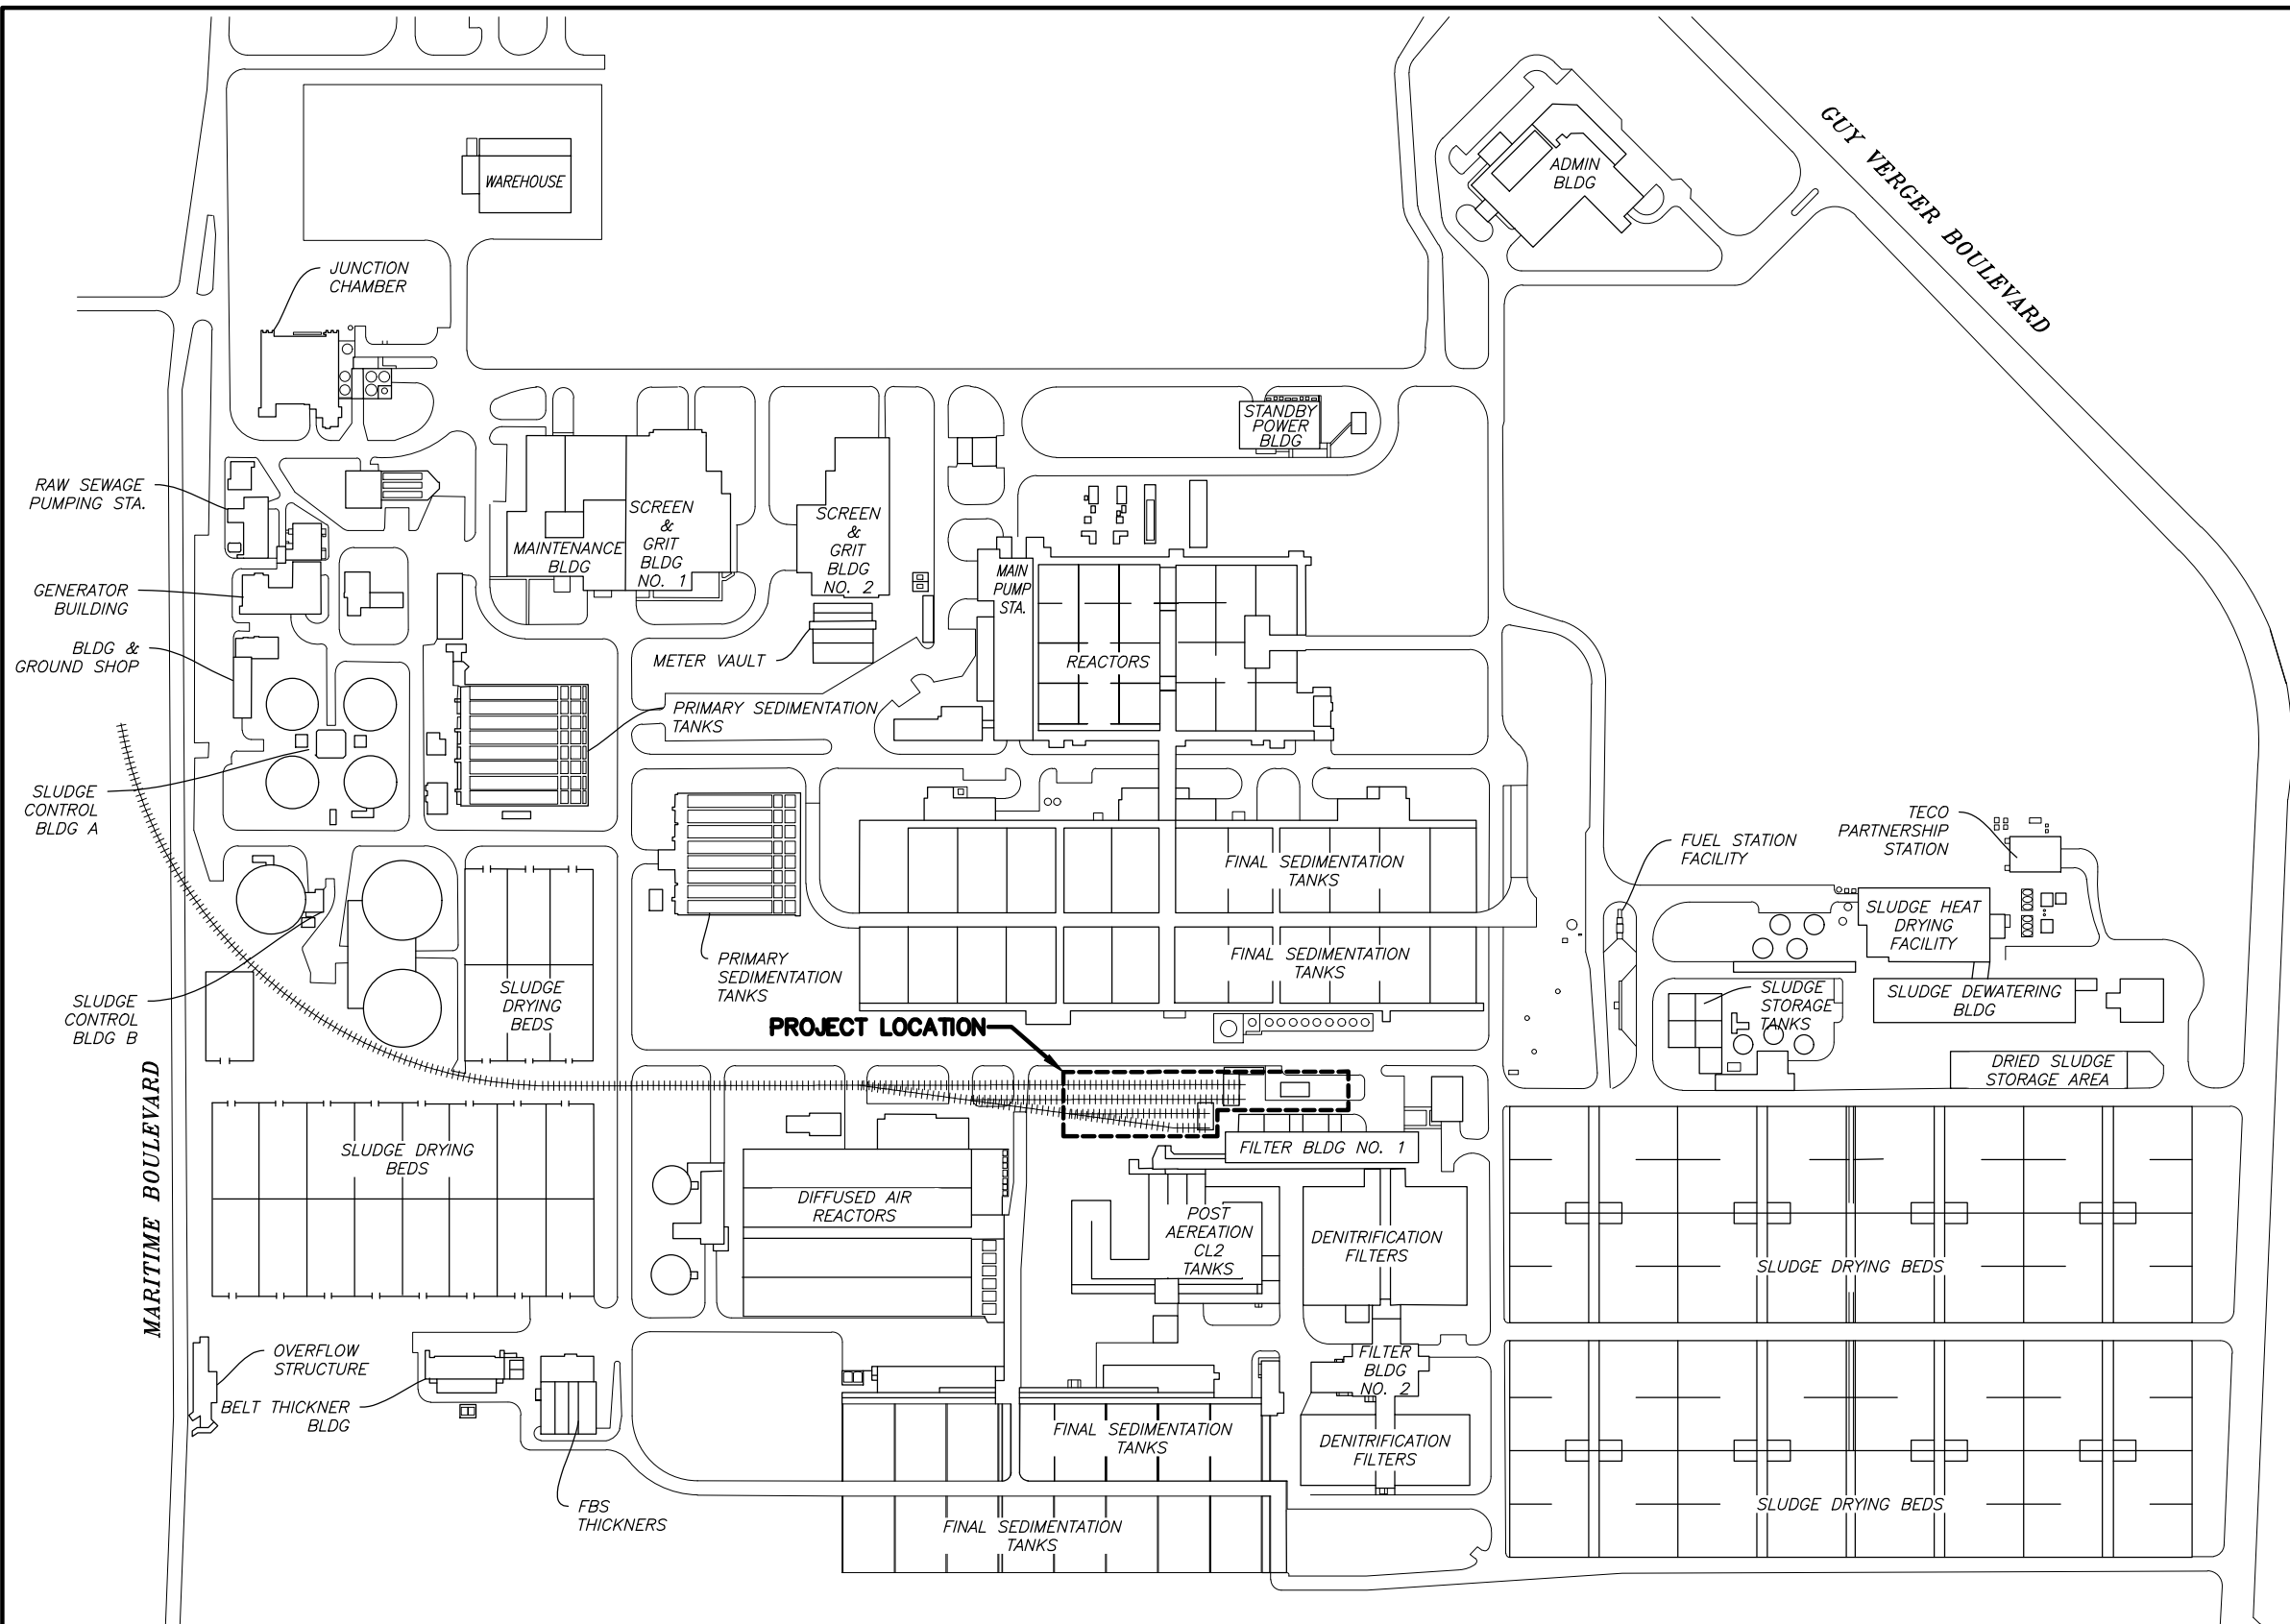 WAREHOUSE
ADMIN
BLDG
GUY VERGER BOULEVARD
JUNCTION
CHAMBER
STANDBY
POWER
BLDG
RAW SEWAGE
PUMPING STA.
SCREEN
&
GRIT
BLDG
NO. 1
MAINTENANCE
BLDG
SCREEN
&
GRIT
BLDG
NO. 2
MAIN
PUMP
STA.
GENERATOR
BUILDING
BLDG &
GROUND SHOP
METER VAULT
REACTORS
PRIMARY SEDIMENTATION
TANKS
SLUDGE
CONTROL
BLDG A
FINAL SEDIMENTATION
TANKS
FUEL STATION
FACILITY
TECO
PARTNERSHIP
STATION
SLUDGE HEAT
DRYING
FACILITY
PRIMARY
SEDIMENTATION
TANKS
FINAL SEDIMENTATION
TANKS
SLUDGE
DRYING
BEDS
SLUDGE
CONTROL
BLDG B
SLUDGE
STORAGE
TANKS
SLUDGE DEWATERING
BLDG
PROJECT LOCATION
DRIED SLUDGE
STORAGE AREA
MARITIME BOULEVARD
SLUDGE DRYING
BEDS
FILTER BLDG NO. 1
DIFFUSED AIR
REACTORS
POST
AEREATION
CL2
TANKS
DENITRIFICATION
FILTERS
SLUDGE DRYING BEDS
OVERFLOW
STRUCTURE
BELT THICKNER
BLDG
FILTER
BLDG
NO. 2
FINAL SEDIMENTATION
TANKS
DENITRIFICATION
FILTERS
FBS
THICKNERS
FINAL SEDIMENTATION
TANKS
SLUDGE DRYING BEDS